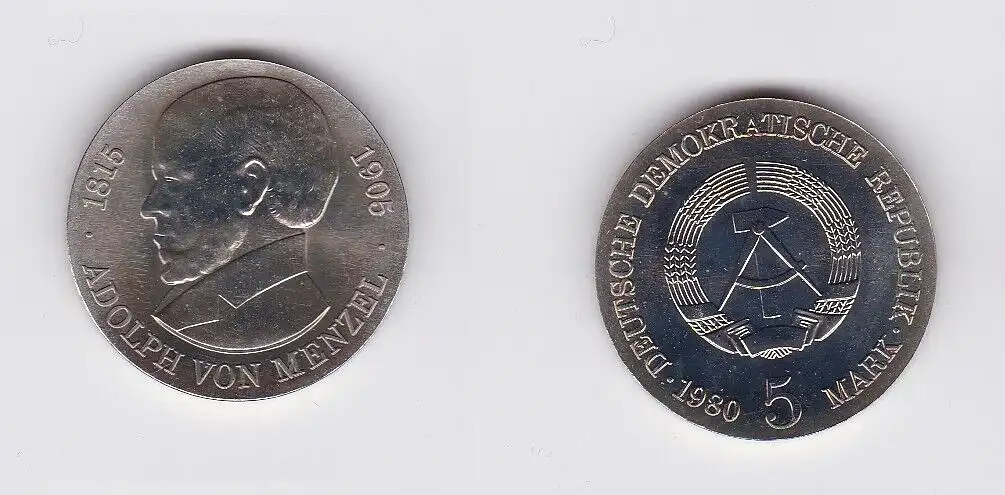 1815
1905
ADOLPH VON MENZEL
DEUTSCHE DEMOKRATISCHE REPUBLIK
1980 5 MARK